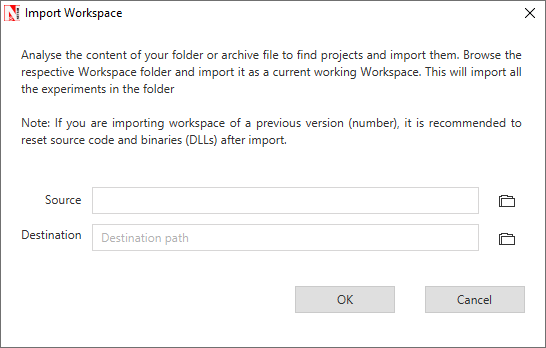 Import Workspace
Analyse the content of your folder or archive file to find projects and import them. Browse the
respective Workspace folder and import it as a current working Workspace. This will import all
the experiments in the folder
Note: If you are importing workspace of a previous version (number), it is recommended to
reset source code and binaries (DLLs) after import.
Source
Destination
Destination path
OK
Cancel